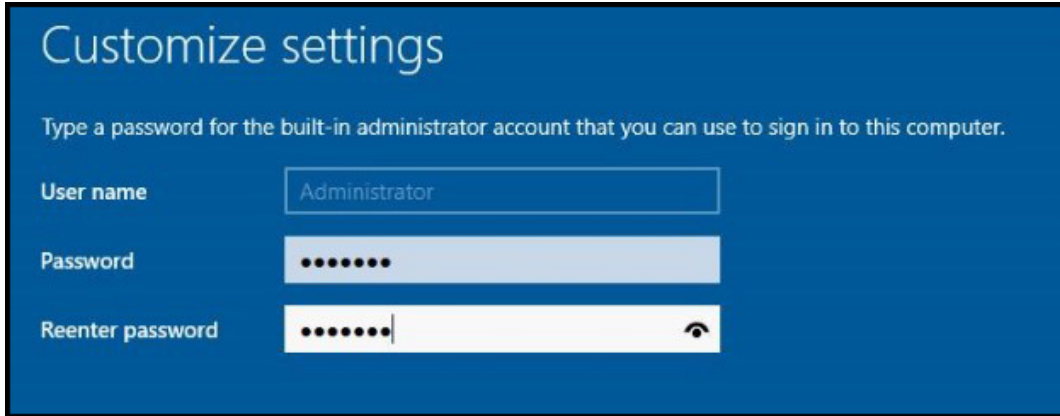 Customize settings
Type a password for the built-in administrator account that you can use to sign in to this computer.
User name Administrator
Password •••••••
Reenter password •••••••